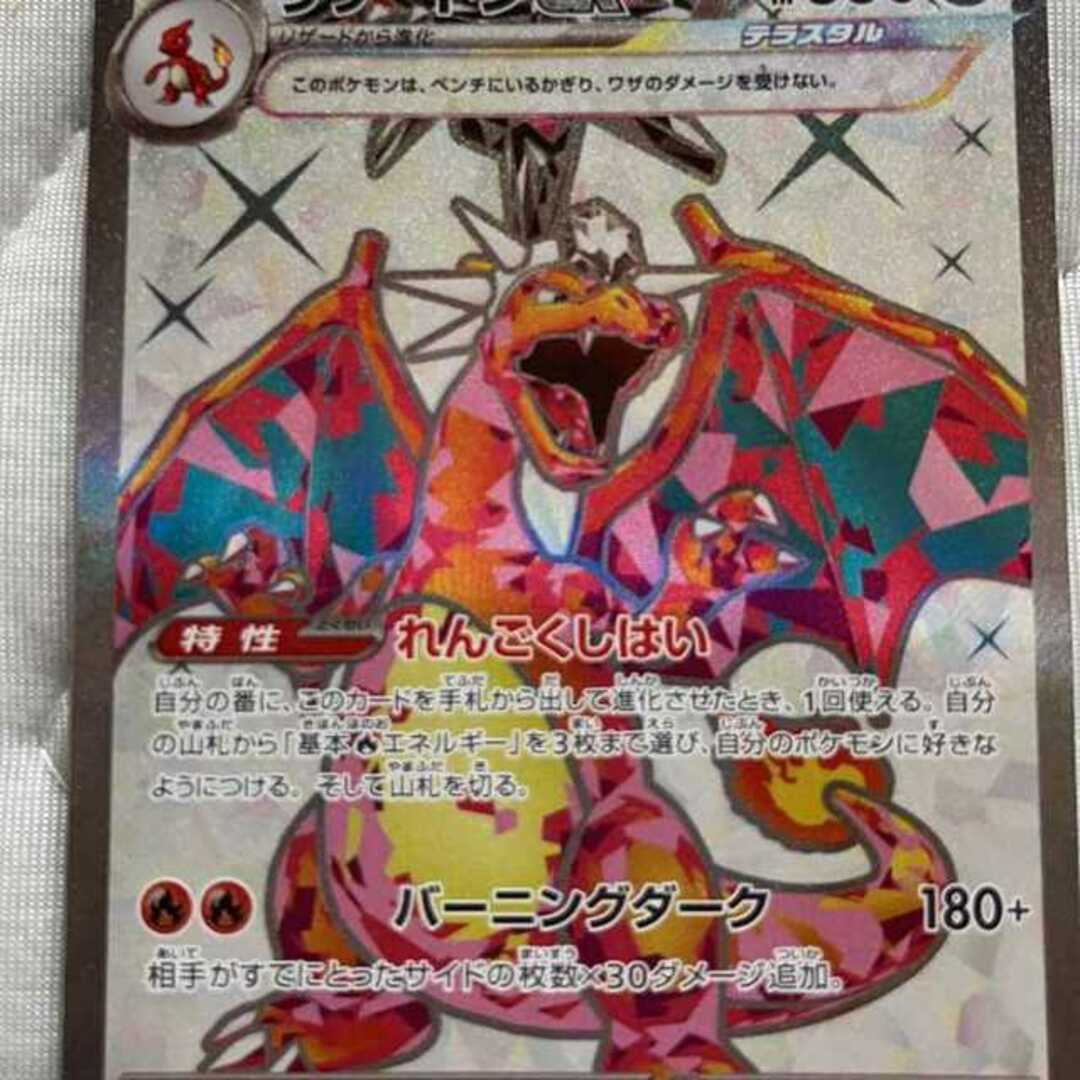 リザードから進化
テラスタル
このポケモンは、ベンチにいるかぎり、ワザのダメージを受けない。
特性
れんごくしはい
自分の番に、このカードを手札から出して進化させたとき、1回使える。自分
の山札から「基本エネルギー」を3枚まで選び、自分のポケモンに好きな
ようにつける。そして山札を切る。
バーニングダーク 180+
相手がすでにとったサイドの枚数×30ダメージ追加。